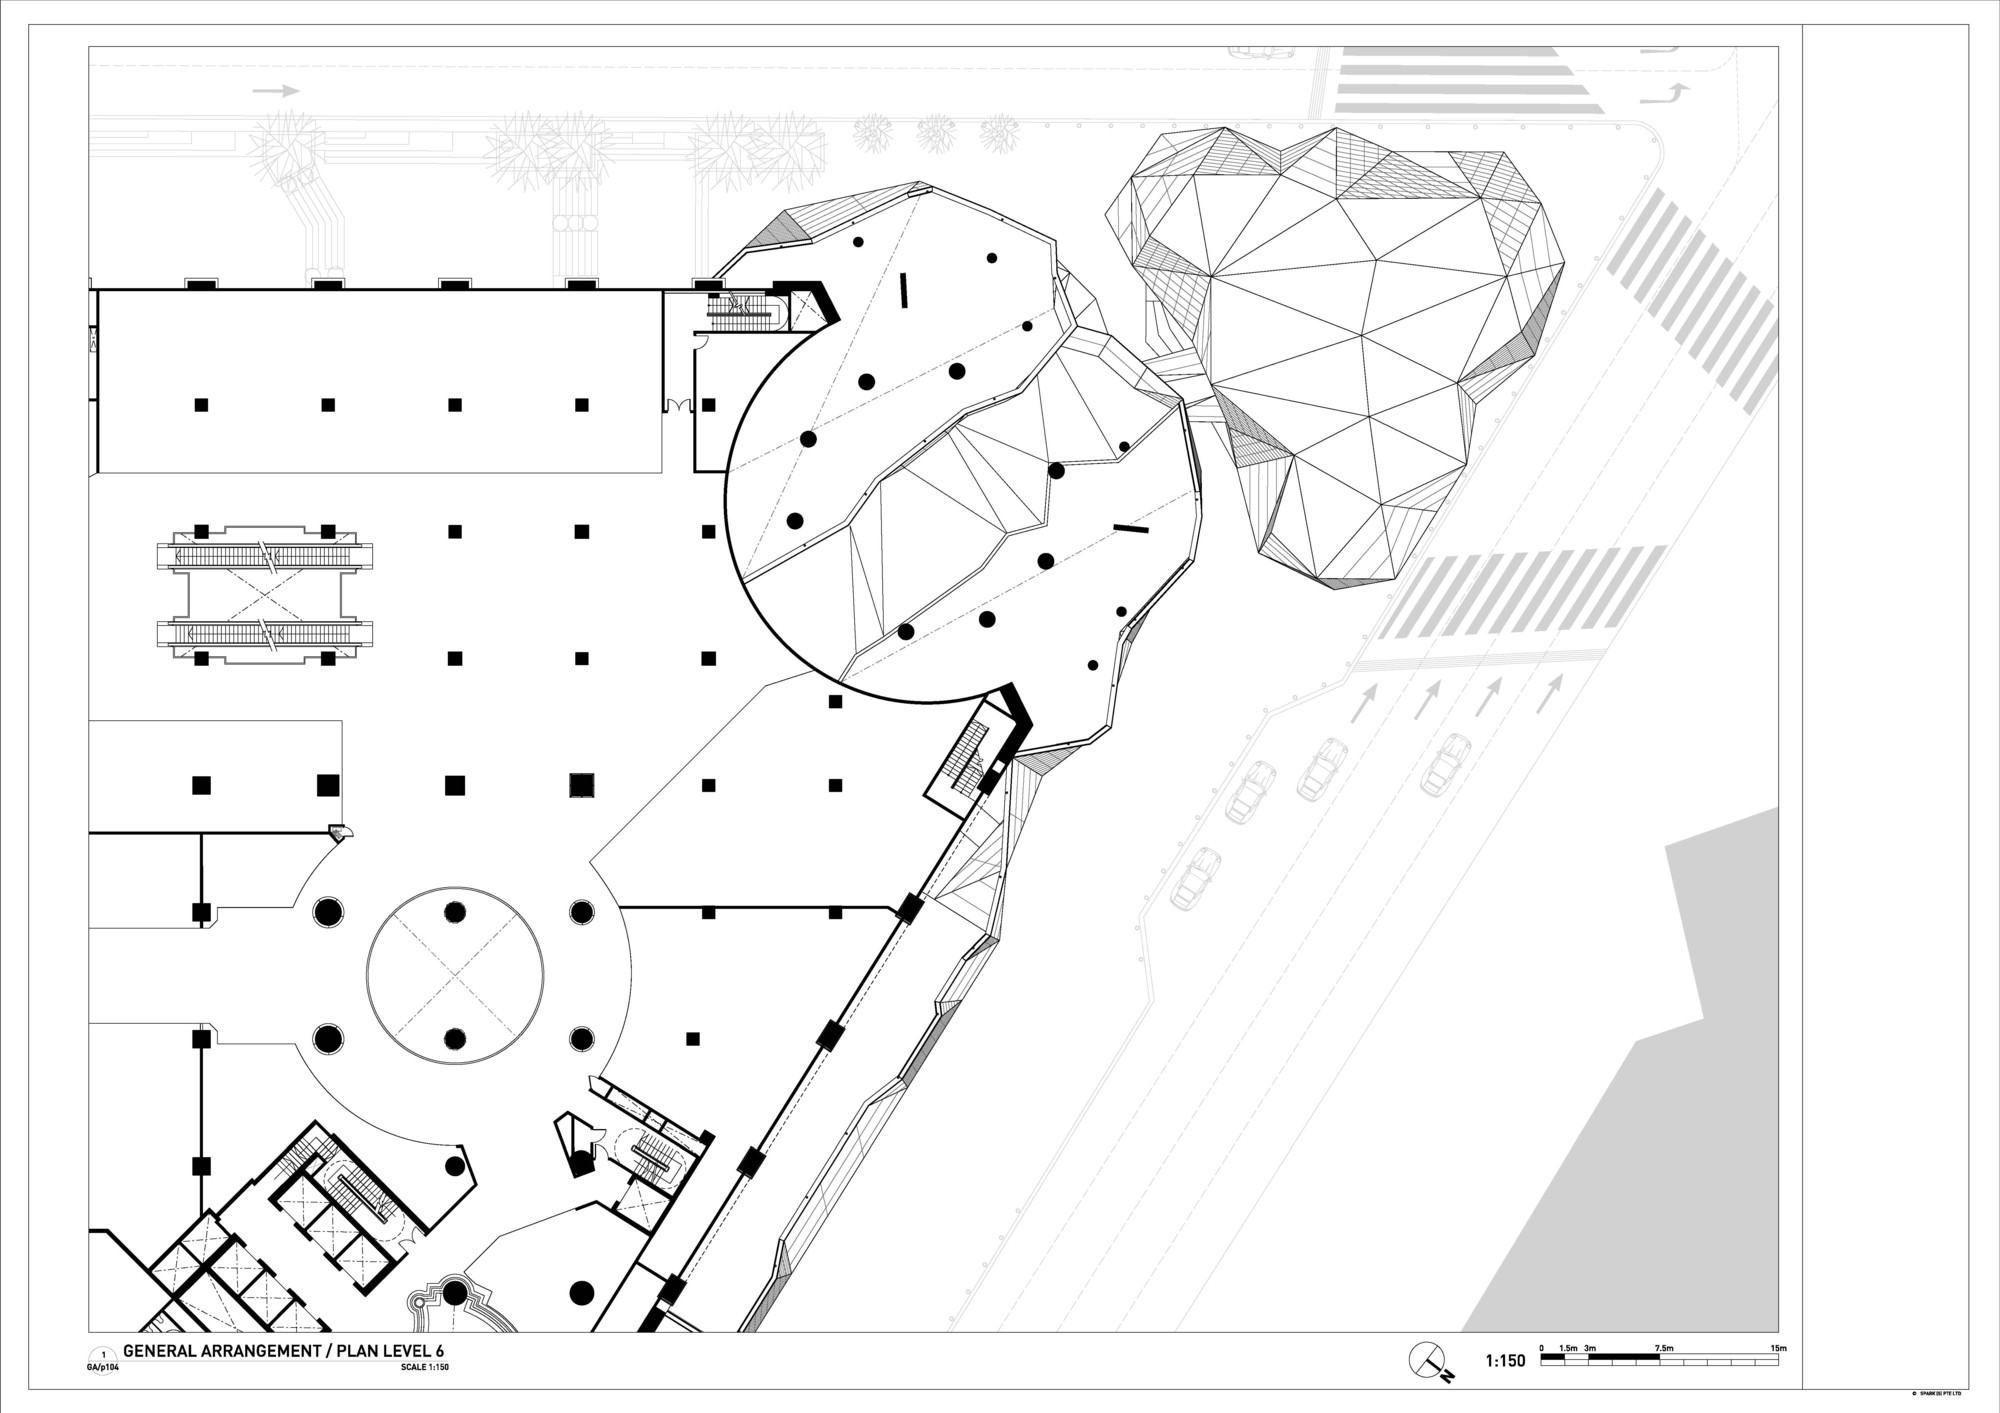 1
GA/p104
GENERAL ARRANGEMENT / PLAN LEVEL 6
SCALE 1:150
N
1:150
0 1.5m 3m 7.5m 15m
© SPARK (S) PTE LTD